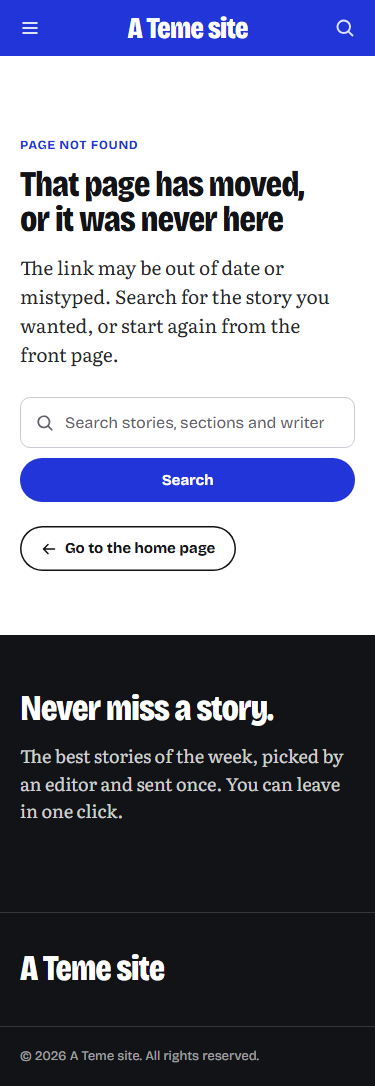 A Teme site
PAGE NOT FOUND
That page has moved,
or it was never here
The link may be out of date or
mistyped. Search for the story you
wanted, or start again from the
front page.
Search stories, sections and writer
Search
Go to the home page
Never miss a story.
The best stories of the week, picked by
an editor and sent once. You can leave
in one click.
A Teme site
© 2026 A Teme site. All rights reserved.